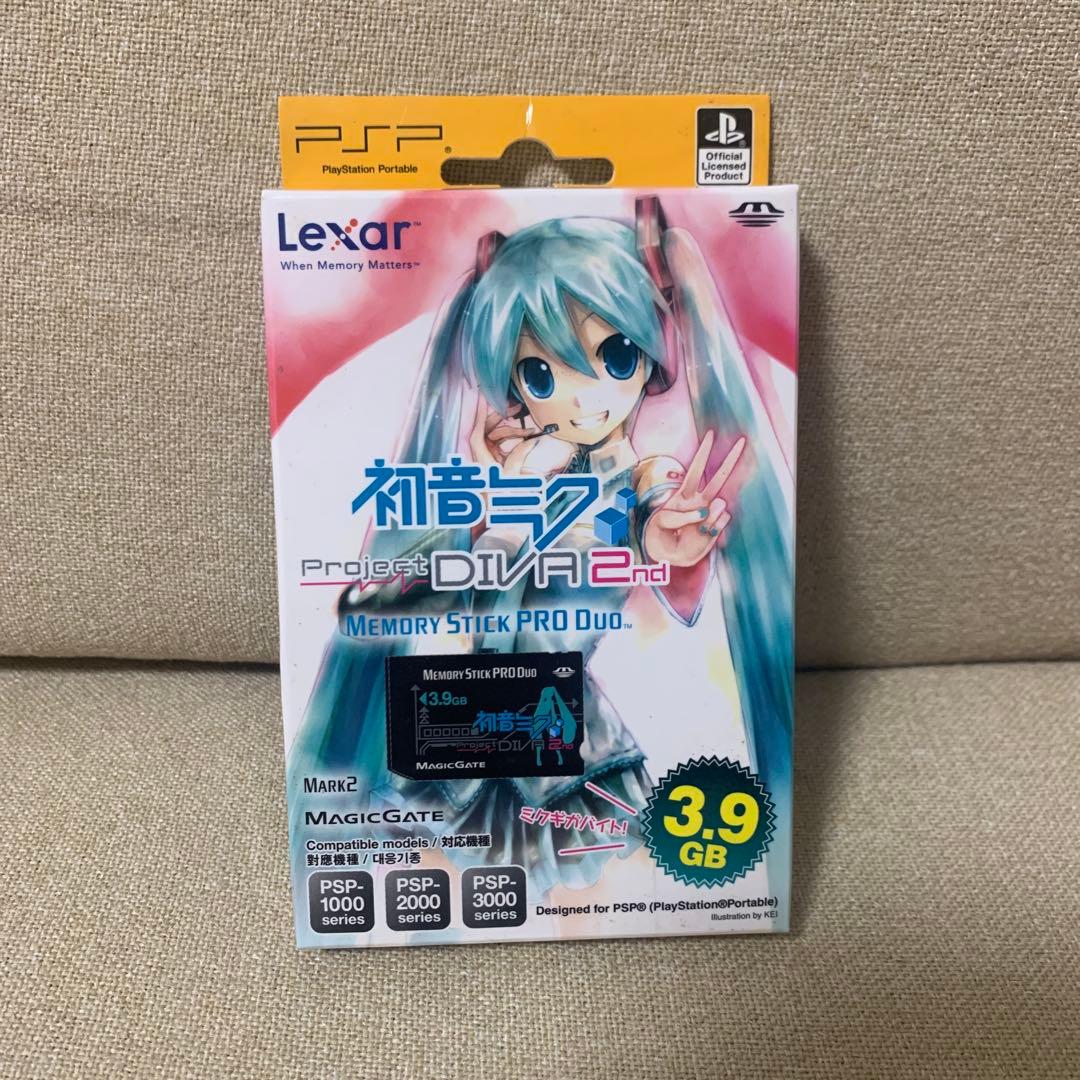 PSP®
PlayStation Portable
Official
Licensed
Product
Lexar™
When Memory Matters™
初音ミク
Project DIVA 2nd
MEMORY STICK PRO DUO™
MEMORY STICK PRO DUO
3.9GB
初音ミク
Project DIVA 2nd
MAGICGATE
MARK2
MAGICGATE
ミクギガバイト!
3.9
GB
Compatible models / 対応機種
對應機種 / 대응기종
PSP-
1000
series
PSP-
2000
series
PSP-
3000
series
Designed for PSP® (PlayStation®Portable)
Illustration by KEI